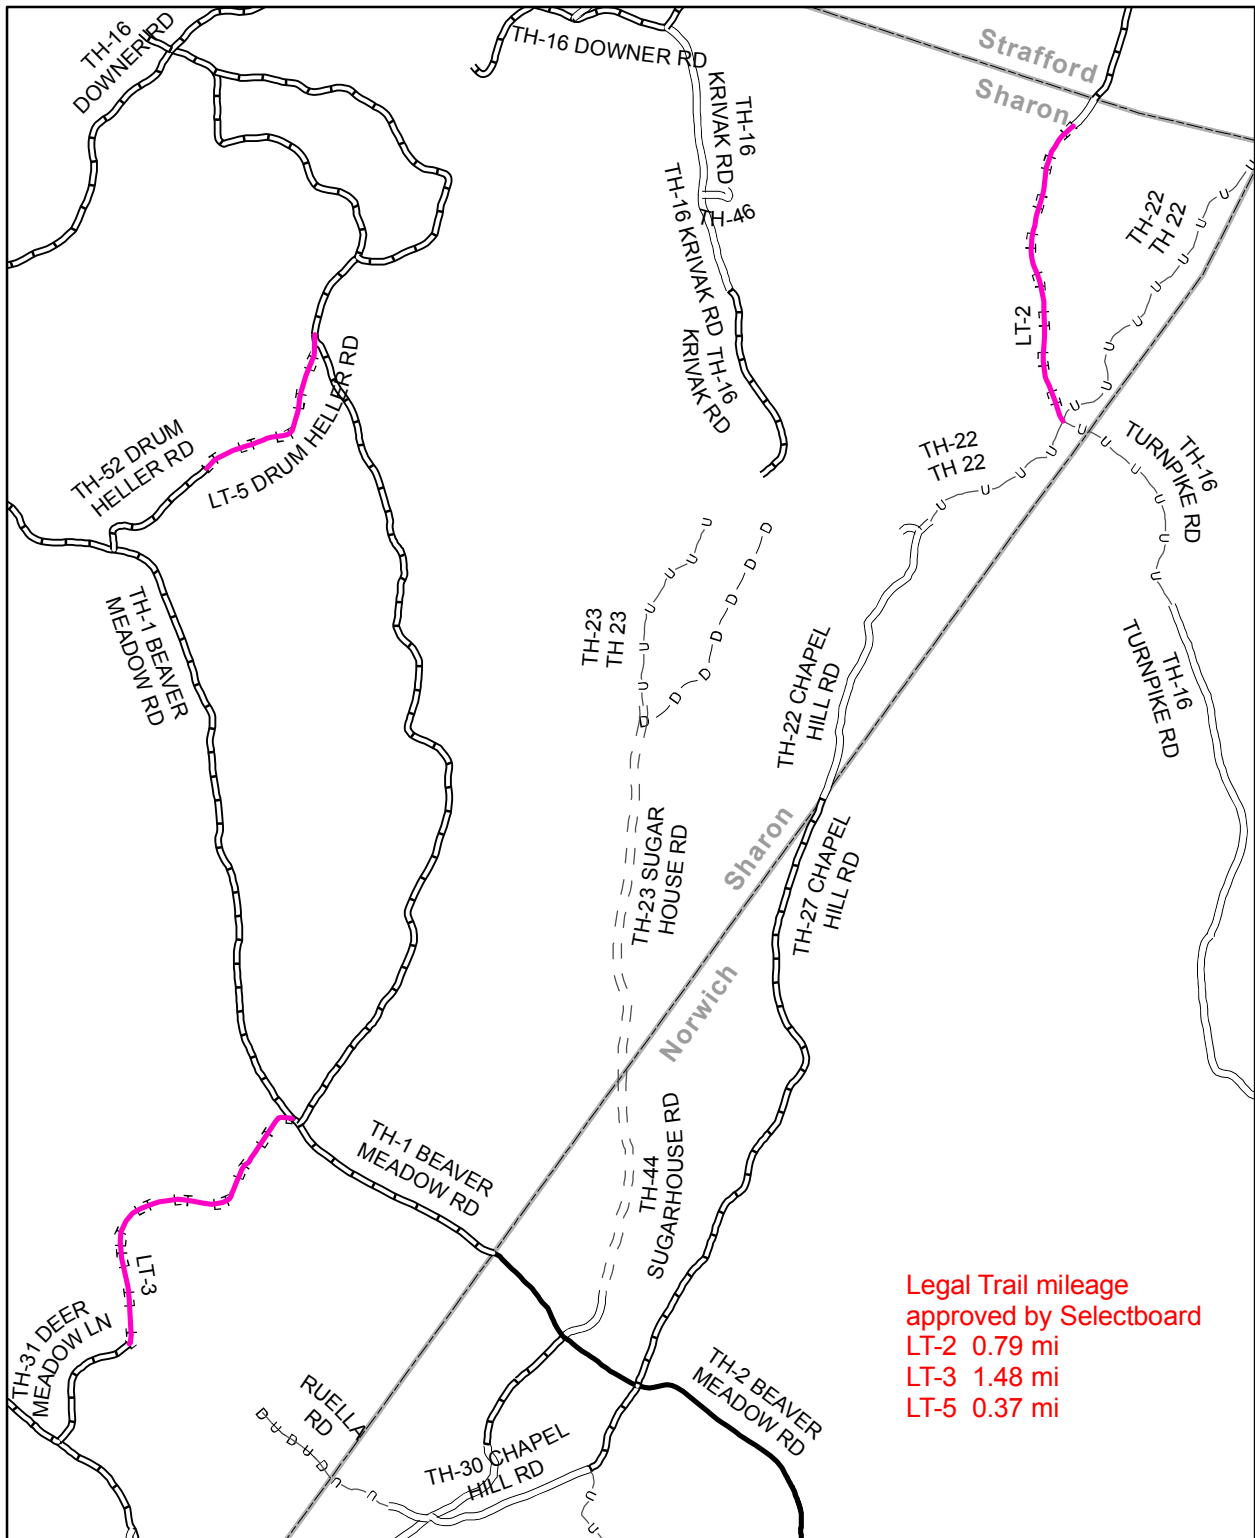 TH-16
DOWNER RD
TH-16 DOWNER RD
Strafford
Sharon
TH-16
KRIVAK RD
TH-46
TH-16 KRIVAK RD
TH-16
KRIVAK RD
TH-22
TH 22
LT-2
TH-22
TH 22
TH-16
TURNPIKE RD
TH-52 DRUM
HELLER RD
LT-5 DRUM HELLER RD
TH-1 BEAVER
MEADOW RD
TH-23
TH 23
TH-22 CHAPEL
HILL RD
TH-16
TURNPIKE RD
TH-23 SUGAR
HOUSE RD
Sharon
Norwich
TH-27 CHAPEL
HILL RD
TH-1 BEAVER
MEADOW RD
TH-44
SUGARHOUSE RD
LT-3
TH-31 DEER
MEADOW LN
RUELLA
RD
TH-30 CHAPEL
HILL RD
TH-2 BEAVER
MEADOW RD
Legal Trail mileage
approved by Selectboard
LT-2 0.79 mi
LT-3 1.48 mi
LT-5 0.37 mi